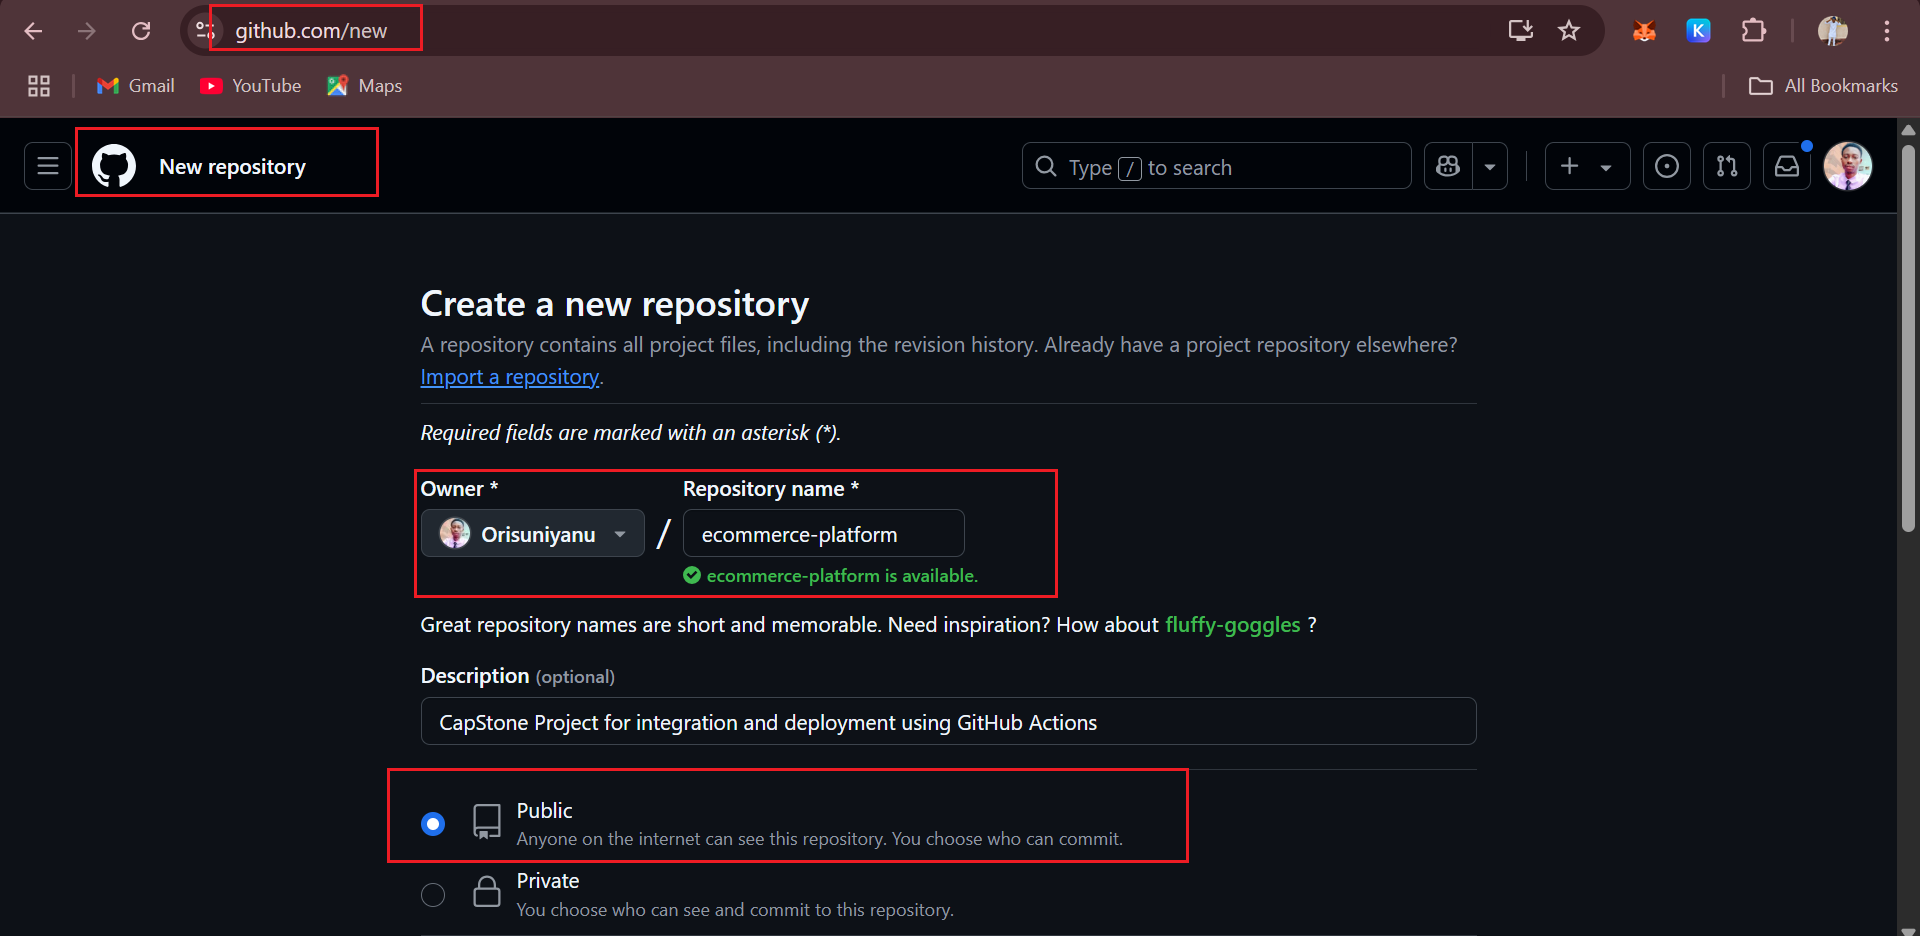 github.com/new
Gmail
YouTube
Maps
All Bookmarks
New repository
Type / to search
Create a new repository
A repository contains all project files, including the revision history. Already have a project repository elsewhere?
Import a repository.
Required fields are marked with an asterisk (*).
Owner *
Repository name *
Orisuniyanu
/
ecommerce-platform
ecommerce-platform is available.
Great repository names are short and memorable. Need inspiration? How about fluffy-goggles ?
Description (optional)
CapStone Project for integration and deployment using GitHub Actions
Public
Anyone on the internet can see this repository. You choose who can commit.
Private
You choose who can see and commit to this repository.